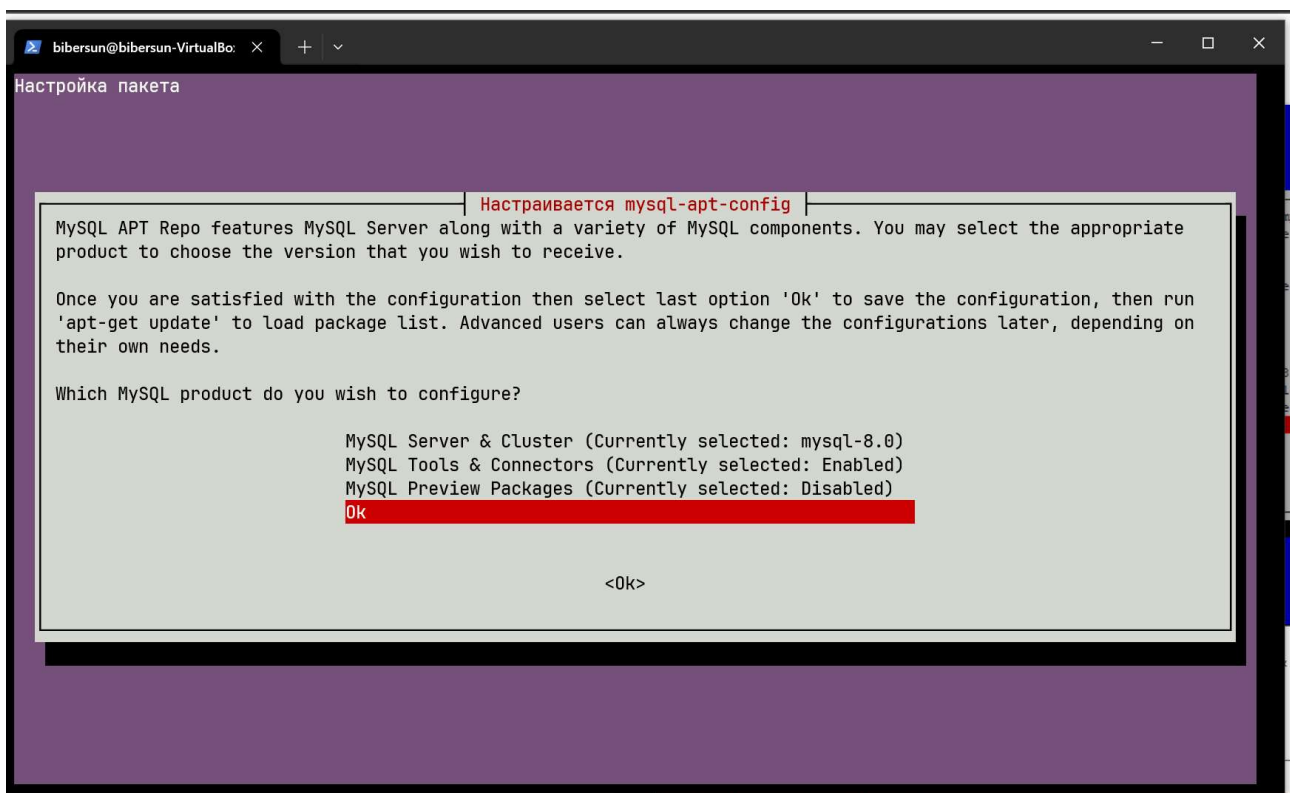 bibersun@bibersun-VirtualBo:
Настройка пакета
Настраивается mysql-apt-config
MySQL APT Repo features MySQL Server along with a variety of MySQL components. You may select the appropriate
product to choose the version that you wish to receive.
Once you are satisfied with the configuration then select last option 'Ok' to save the configuration, then run
'apt-get update' to load package list. Advanced users can always change the configurations later, depending on
their own needs.
Which MySQL product do you wish to configure?
MySQL Server & Cluster (Currently selected: mysql-8.0)
MySQL Tools & Connectors (Currently selected: Enabled)
MySQL Preview Packages (Currently selected: Disabled)
Ok
<Ok>